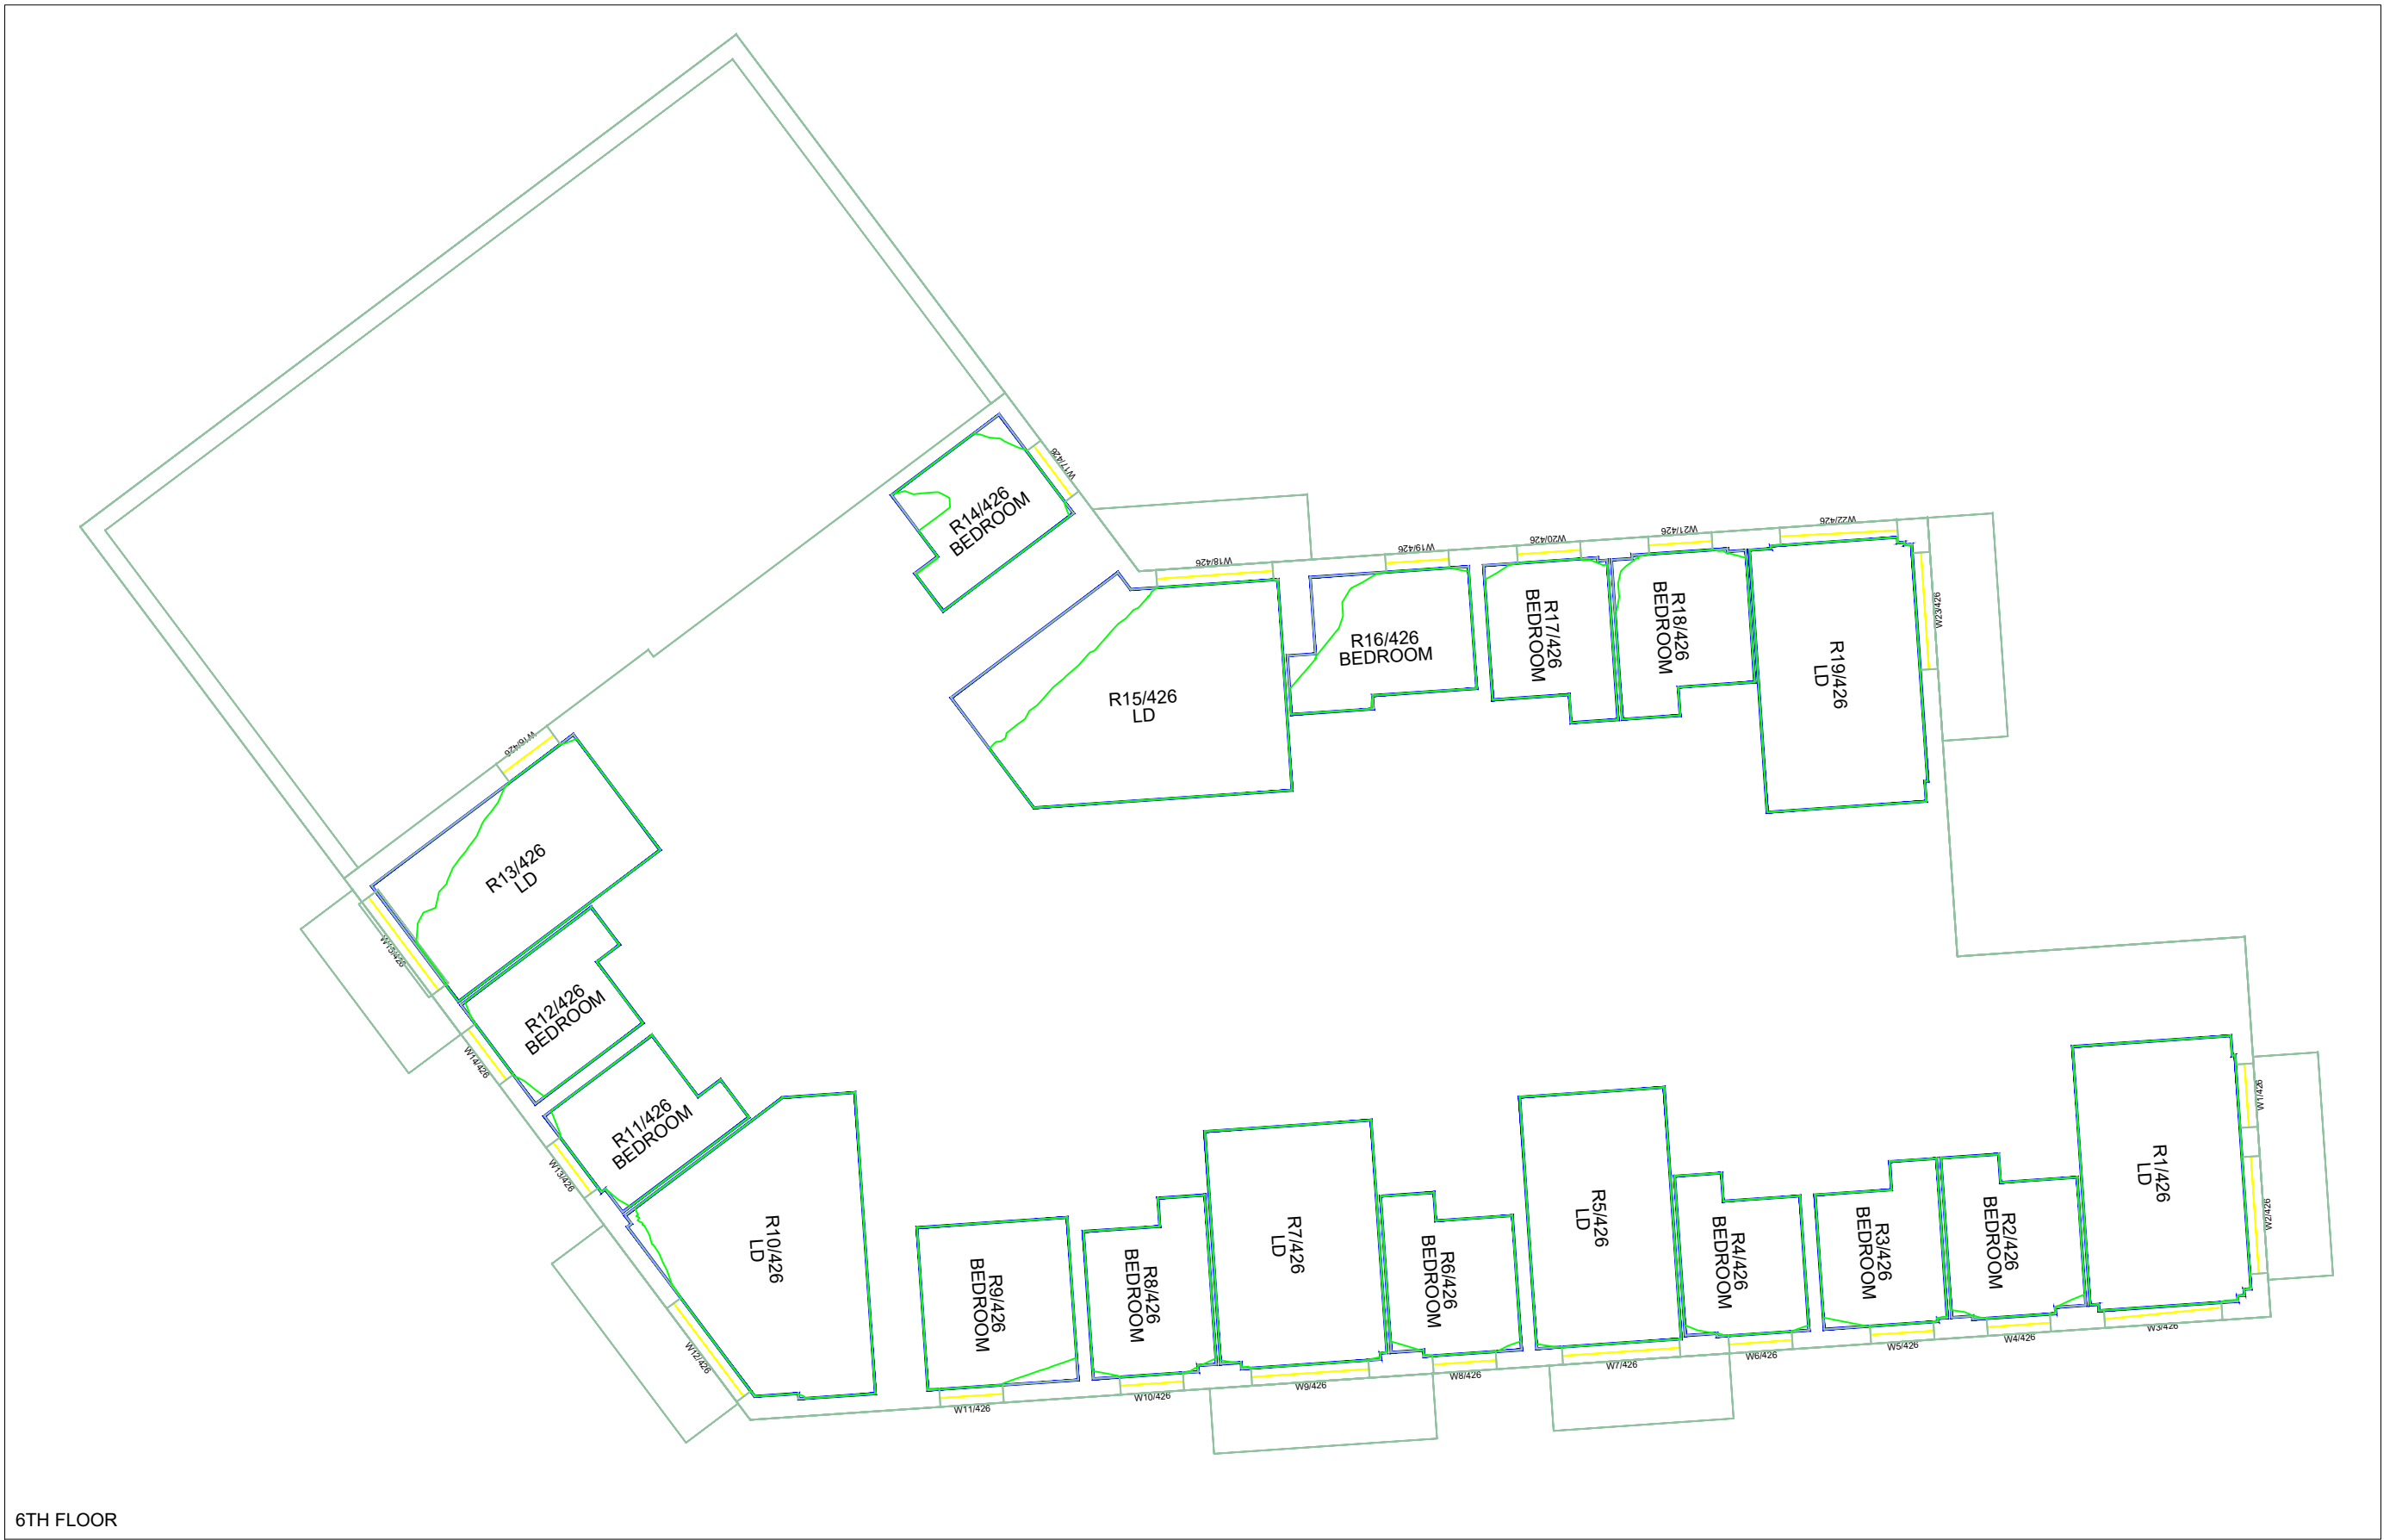 W17/426
R14/426
BEDROOM
W18/426
W19/426
W20/426
W21/426
W22/426
W23/426
R15/426
LD
R16/426
BEDROOM
R17/426
BEDROOM
R18/426
BEDROOM
R19/426
LD
W16/426
R13/426
LD
W15/426
R12/426
BEDROOM
W14/426
R11/426
BEDROOM
W13/426
R10/426
LD
W12/426
R9/426
BEDROOM
W11/426
R8/426
BEDROOM
W10/426
R7/426
LD
W9/426
R6/426
BEDROOM
W8/426
R5/426
LD
W7/426
R4/426
BEDROOM
W6/426
R3/426
BEDROOM
W5/426
R2/426
BEDROOM
W4/426
R1/426
LD
W3/426
W1/426
W2/426
6TH FLOOR